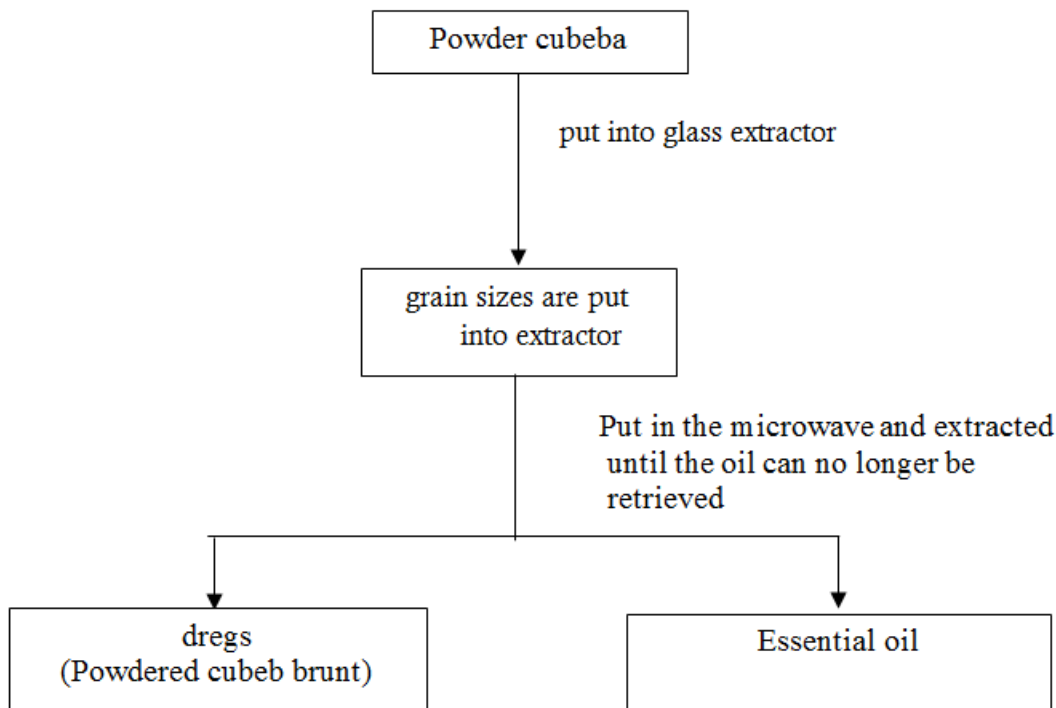 Powder cubeba
put into glass extractor
grain sizes are put
into extractor
Put in the microwave and extracted
until the oil can no longer be
retrieved
dregs
(Powdered cubeb brunt)
Essential oil